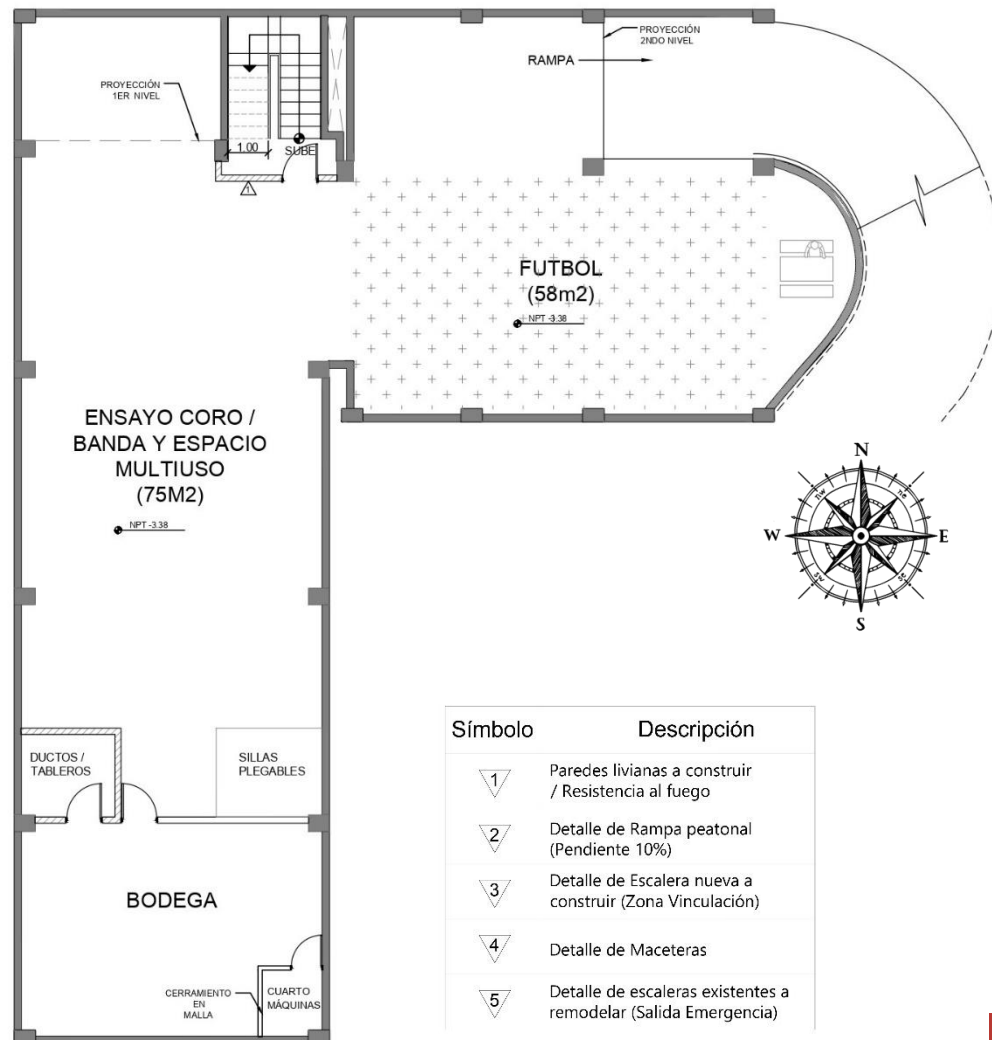 PROYECCIÓN
2NDO NIVEL
RAMPA
PROYECCIÓN
1ER NIVEL
1.00
SUBE
1
FUTBOL
(58m2)
NPT -3.38
ENSAYO CORO /
BANDA Y ESPACIO
MULTIUSO
(75M2)
NPT -3.38
N
W
E
S
DUCTOS /
TABLEROS
SILLAS
PLEGABLES
BODEGA
CERRAMIENTO
EN
MALLA
CUARTO
MÁQUINAS
Símbolo Descripción
1 Paredes livianas a construir
/ Resistencia al fuego
2 Detalle de Rampa peatonal
(Pendiente 10%)
3 Detalle de Escalera nueva a
construir (Zona Vinculación)
4 Detalle de Maceteras
5 Detalle de escaleras existentes a
remodelar (Salida Emergencia)